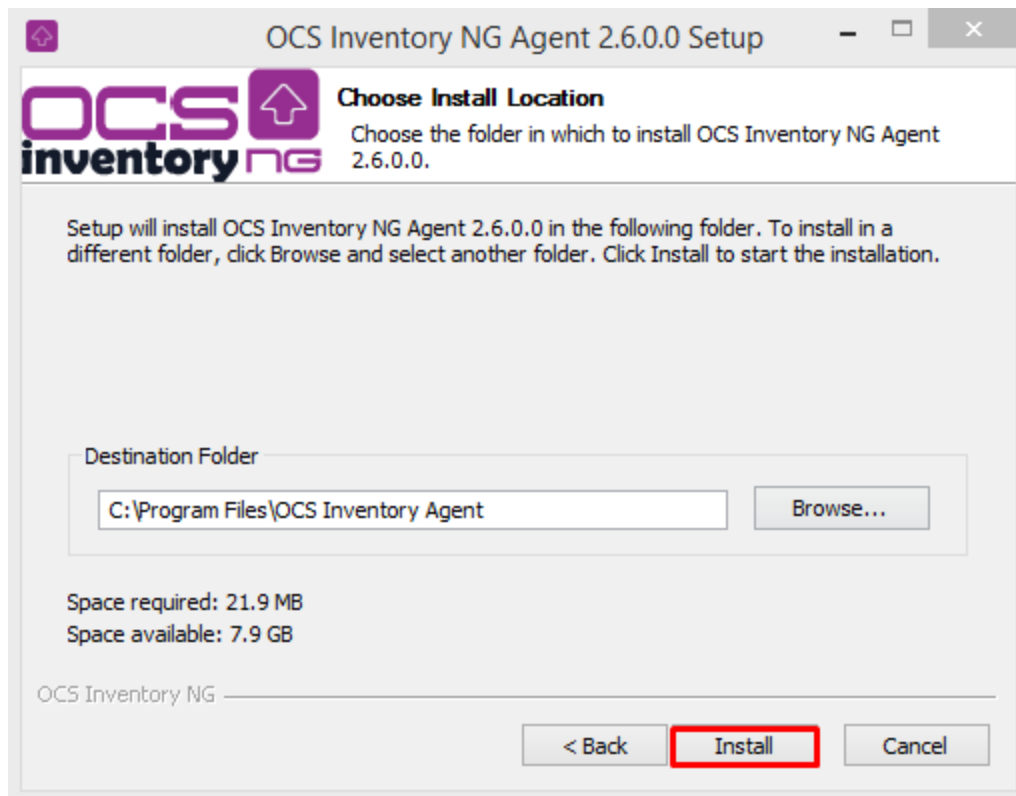 OCS Inventory NG Agent 2.6.0.0 Setup
OCS
inventory NG
Choose Install Location
Choose the folder in which to install OCS Inventory NG Agent
2.6.0.0.
Setup will install OCS Inventory NG Agent 2.6.0.0 in the following folder. To install in a
different folder, click Browse and select another folder. Click Install to start the installation.
Destination Folder
C:\Program Files\OCS Inventory Agent
Browse...
Space required: 21.9 MB
Space available: 7.9 GB
OCS Inventory NG
< Back
Install
Cancel